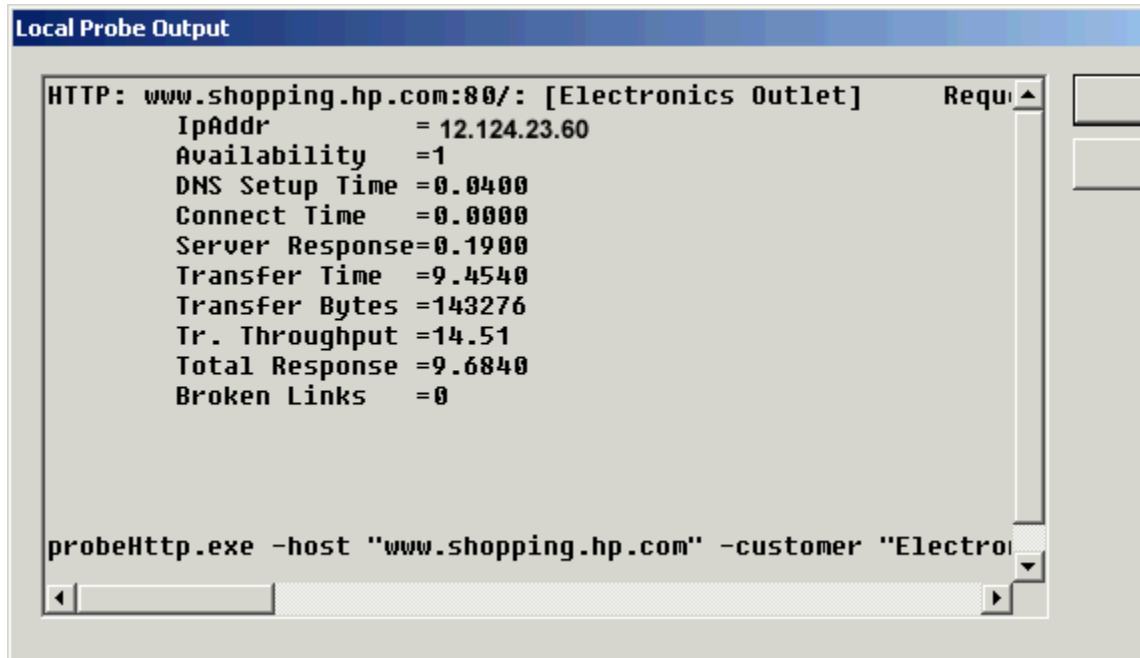 Local Probe Output
HTTP: www.shopping.hp.com:80/: [Electronics Outlet]
IpAddr = 12.124.23.60
Availability =1
DNS Setup Time =0.0400
Connect Time =0.0000
Server Response=0.1900
Transfer Time =9.4540
Transfer Bytes =143276
Tr. Throughput =14.51
Total Response =9.6840
Broken Links =0
probeHttp.exe -host "www.shopping.hp.com" -customer